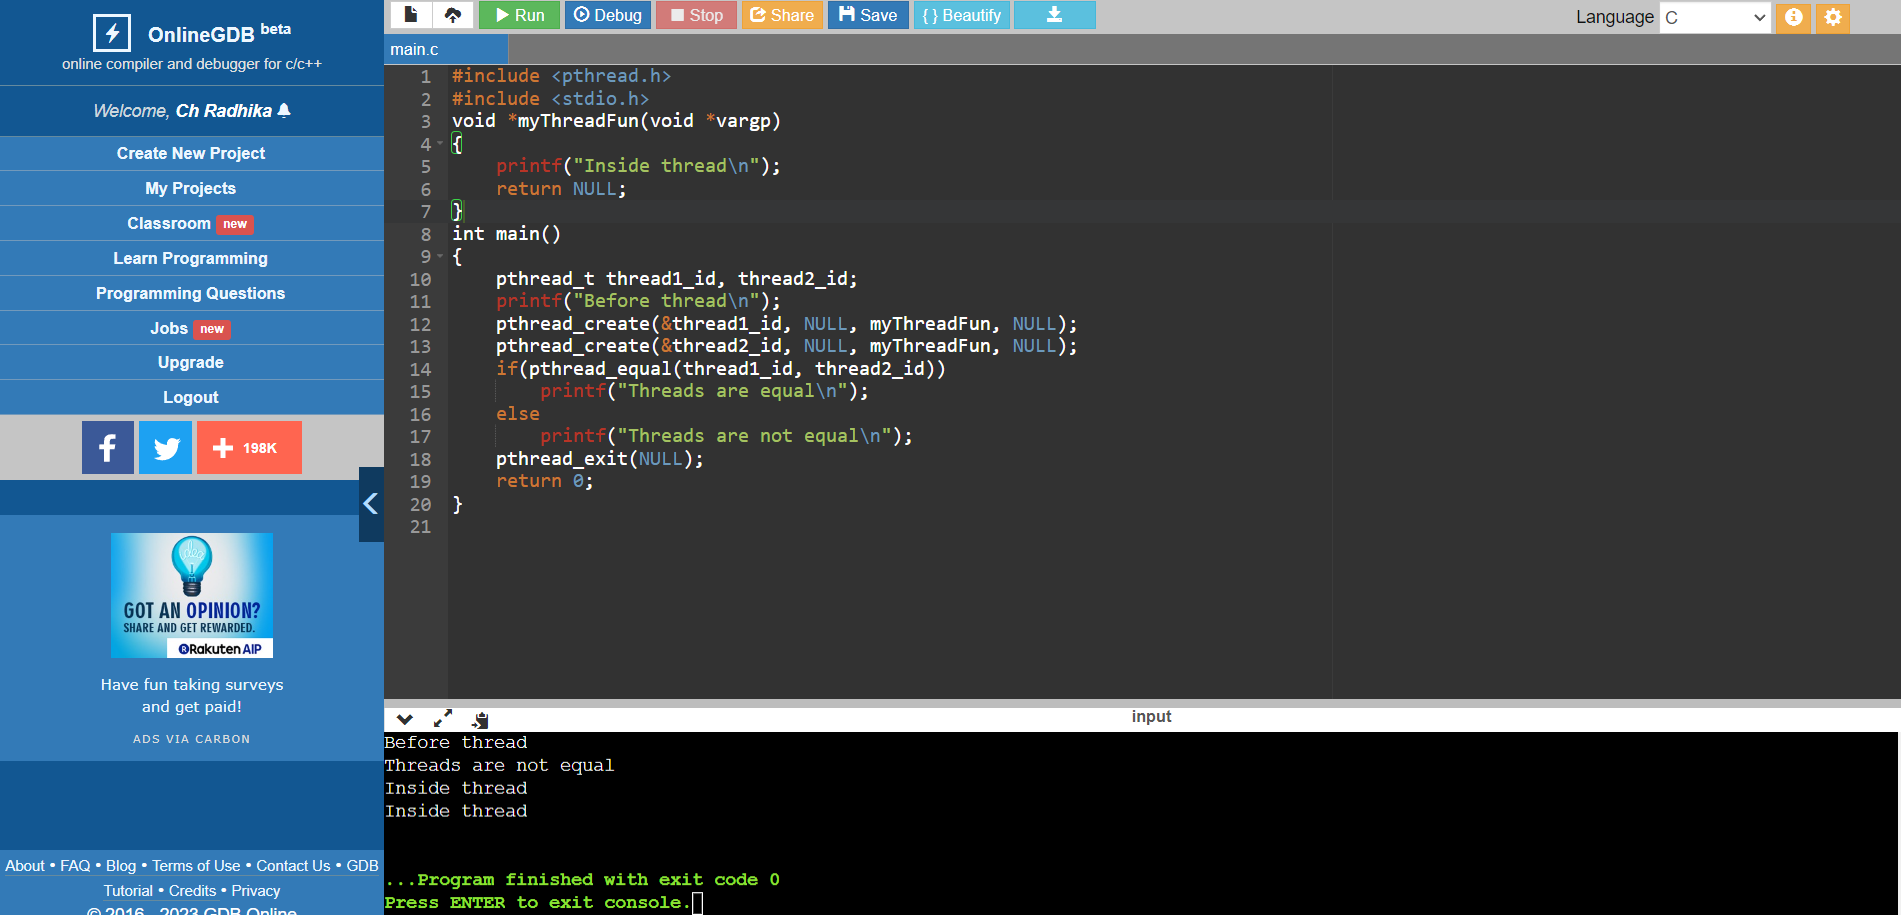 OnlineGDB beta
online compiler and debugger for c/c++
Welcome, Ch Radhika
Create New Project
My Projects
Classroom new
Learn Programming
Programming Questions
Jobs new
Upgrade
Logout
198K
GOT AN OPINION?
SHARE AND GET REWARDED.
Rakuten AIP
Have fun taking surveys
and get paid!
ADS VIA CARBON
About • FAQ • Blog • Terms of Use • Contact Us • GDB
Tutorial • Credits • Privacy
© 2016 - 2023 GDB Online
Run Debug Stop Share Save { } Beautify
Language C
main.c
1 #include <pthread.h>
2 #include <stdio.h>
3 void *myThreadFun(void *vargp)
4 {
5     printf("Inside thread\n");
6     return NULL;
7 }
8 int main()
9 {
10     pthread_t thread1_id, thread2_id;
11     printf("Before thread\n");
12     pthread_create(&thread1_id, NULL, myThreadFun, NULL);
13     pthread_create(&thread2_id, NULL, myThreadFun, NULL);
14     if(pthread_equal(thread1_id, thread2_id))
15         printf("Threads are equal\n");
16     else
17         printf("Threads are not equal\n");
18     pthread_exit(NULL);
19     return 0;
20 }
21
input
Before thread
Threads are not equal
Inside thread
Inside thread
...Program finished with exit code 0
Press ENTER to exit console.